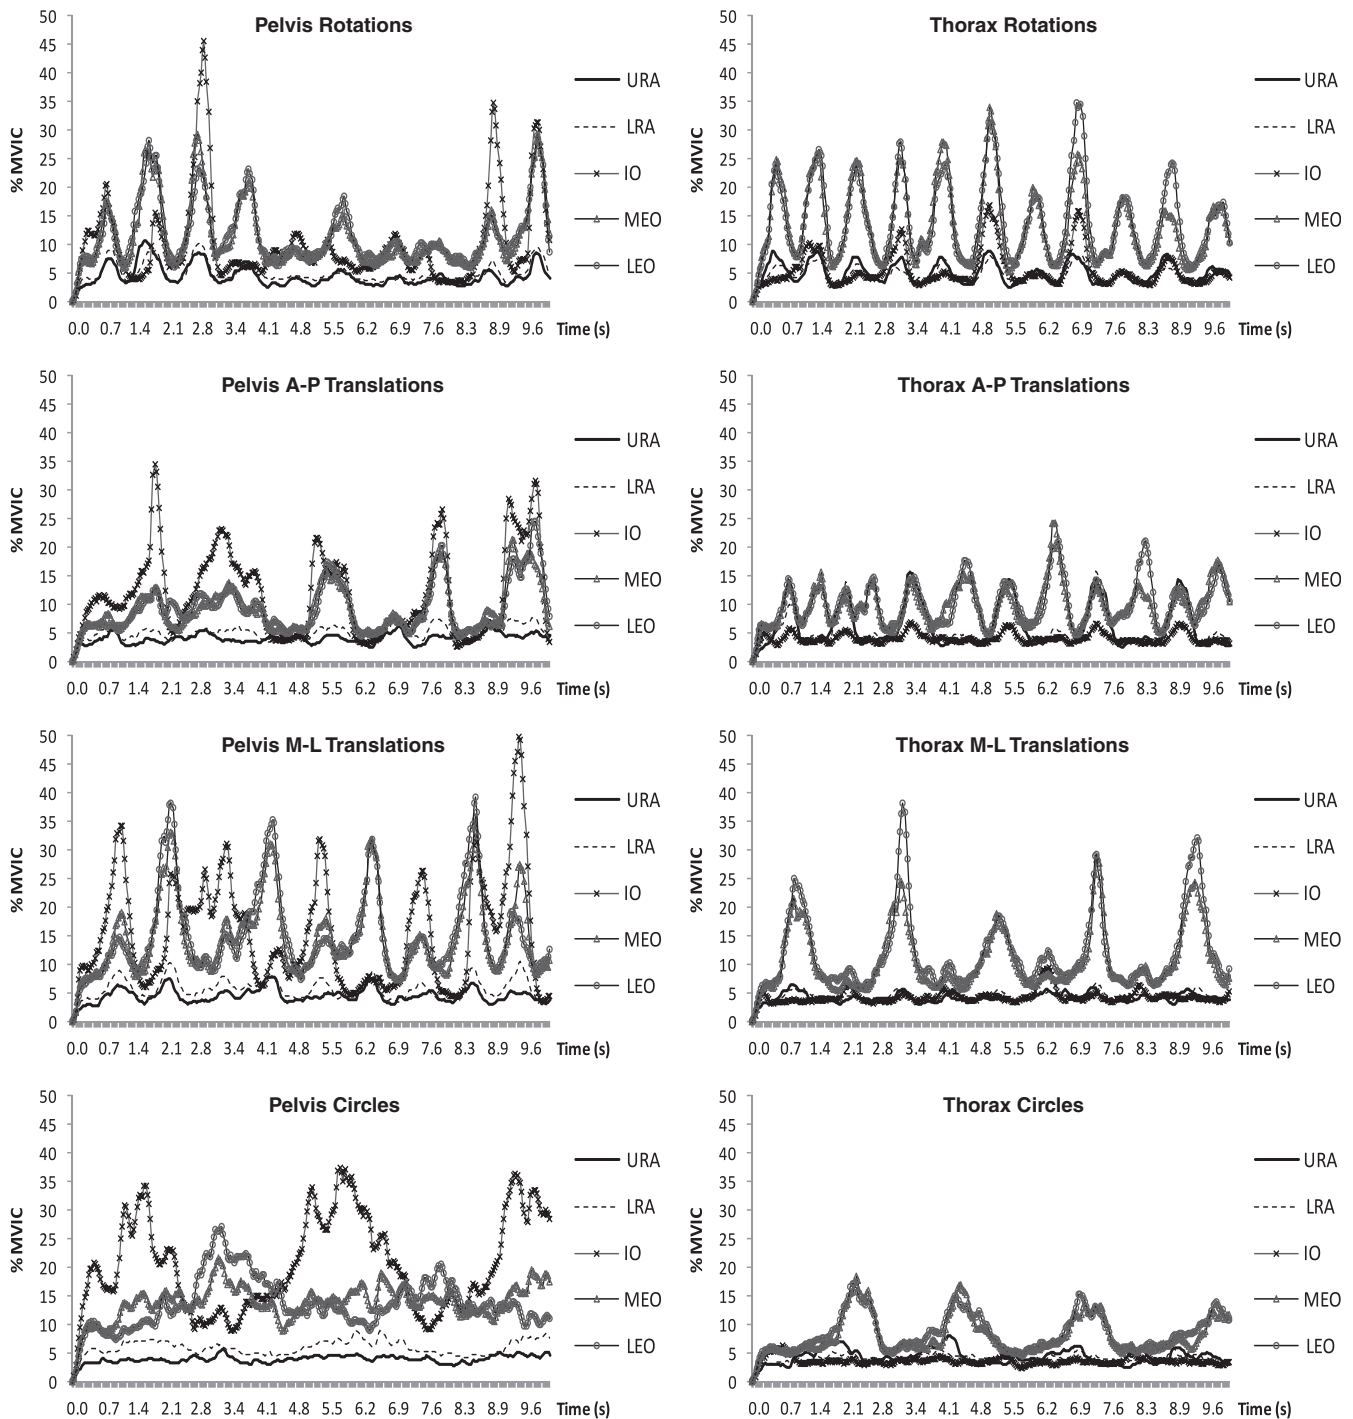 Pelvis Rotations
% MVIC
50
45
40
35
30
25
20
15
10
5
0
0.0 0.7 1.4 2.1 2.8 3.4 4.1 4.8 5.5 6.2 6.9 7.6 8.3 8.9 9.6 Time (s)
URA
LRA
IO
MEO
LEO
Thorax Rotations
% MVIC
50
45
40
35
30
25
20
15
10
5
0
0.0 0.7 1.4 2.1 2.8 3.4 4.1 4.8 5.5 6.2 6.9 7.6 8.3 8.9 9.6 Time (s)
URA
LRA
IO
MEO
LEO
Pelvis A-P Translations
% MVIC
50
45
40
35
30
25
20
15
10
5
0
0.0 0.7 1.4 2.1 2.8 3.4 4.1 4.8 5.5 6.2 6.9 7.6 8.3 8.9 9.6 Time (s)
URA
LRA
IO
MEO
LEO
Thorax A-P Translations
% MVIC
50
45
40
35
30
25
20
15
10
5
0
0.0 0.7 1.4 2.1 2.8 3.4 4.1 4.8 5.5 6.2 6.9 7.6 8.3 8.9 9.6 Time (s)
URA
LRA
IO
MEO
LEO
Pelvis M-L Translations
% MVIC
50
45
40
35
30
25
20
15
10
5
0
0.0 0.7 1.4 2.1 2.8 3.4 4.1 4.8 5.5 6.2 6.9 7.6 8.3 8.9 9.6 Time (s)
URA
LRA
IO
MEO
LEO
Thorax M-L Translations
% MVIC
50
45
40
35
30
25
20
15
10
5
0
0.0 0.7 1.4 2.1 2.8 3.4 4.1 4.8 5.5 6.2 6.9 7.6 8.3 8.9 9.6 Time (s)
URA
LRA
IO
MEO
LEO
Pelvis Circles
% MVIC
50
45
40
35
30
25
20
15
10
5
0
0.0 0.7 1.4 2.1 2.8 3.4 4.1 4.8 5.5 6.2 6.9 7.6 8.3 8.9 9.6 Time (s)
URA
LRA
IO
MEO
LEO
Thorax Circles
% MVIC
50
45
40
35
30
25
20
15
10
5
0
0.0 0.7 1.4 2.1 2.8 3.4 4.1 4.8 5.5 6.2 6.9 7.6 8.3 8.9 9.6 Time (s)
URA
LRA
IO
MEO
LEO